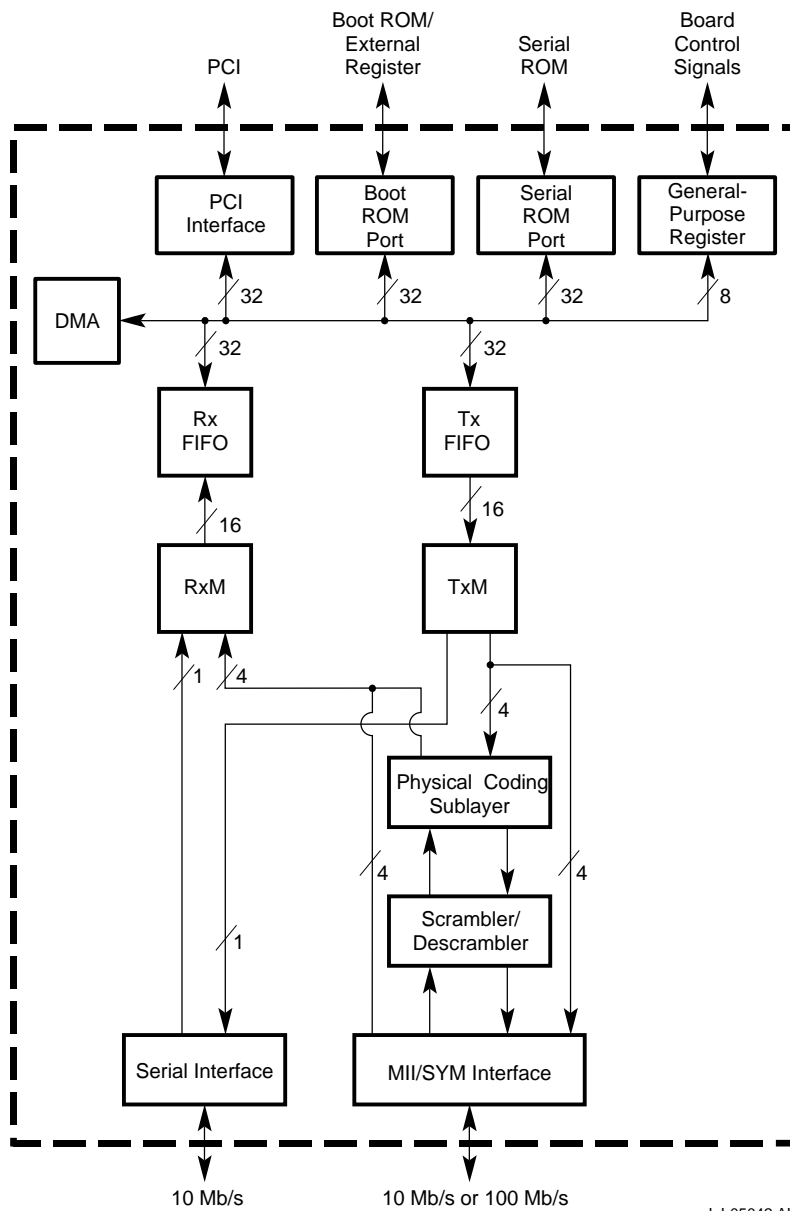 Boot ROM/
External
Register
Serial
ROM
Board
Control
Signals
PCI
PCI
Interface
Boot
ROM
Port
Serial
ROM
Port
General-
Purpose
Register
32
32
32
8
DMA
32
32
Rx
FIFO
Tx
FIFO
16
16
RxM
TxM
1
4
4
Physical Coding
Sublayer
4
4
Scrambler/
Descrambler
1
Serial Interface
MII/SYM Interface
10 Mb/s
10 Mb/s or 100 Mb/s